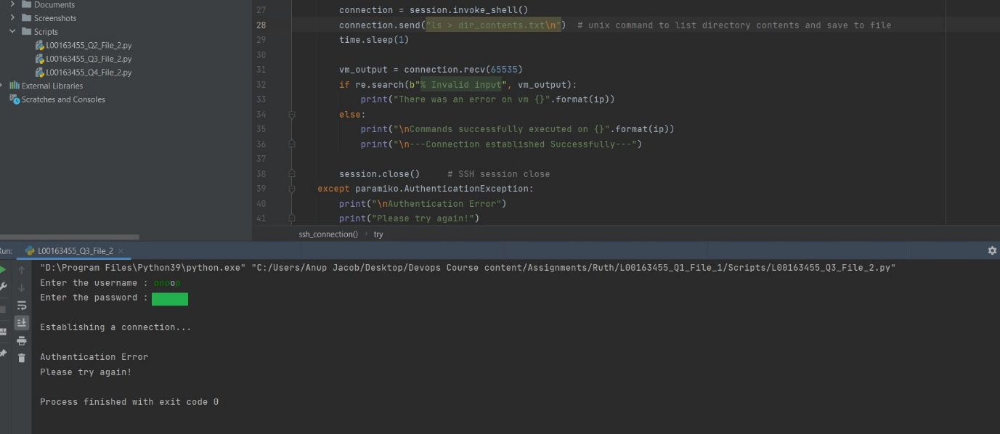 Documents
Screenshots
Scripts
L00163455_Q2_File_2.py
L00163455_Q3_File_2.py
L00163455_Q4_File_2.py
External Libraries
Scratches and Consoles
27 connection = session.invoke_shell()
28 connection.send("ls > dir_contents.txt\n")  # unix command to list directory contents and save to file
29 time.sleep(1)
30
31 vm_output = connection.recv(65535)
32 if re.search(b"% Invalid input", vm_output):
33 print("There was an error on vm {}".format(ip))
34 else:
35 print("\nCommands successfully executed on {}".format(ip))
36 print("\n---Connection established Successfully---")
37
38 session.close()     # SSH session close
39 except paramiko.AuthenticationException:
40 print("\nAuthentication Error")
41 print("Please try again!")
ssh_connection() › try
Run: L00163455_Q3_File_2 ×
"D:\Program Files\Python39\python.exe" "C:/Users/Anup Jacob/Desktop/Devops Course content/Assignments/Ruth/L00163455_Q1_File_1/Scripts/L00163455_Q3_File_2.py"
Enter the username : anoop
Enter the password :
Establishing a connection...
Authentication Error
Please try again!
Process finished with exit code 0